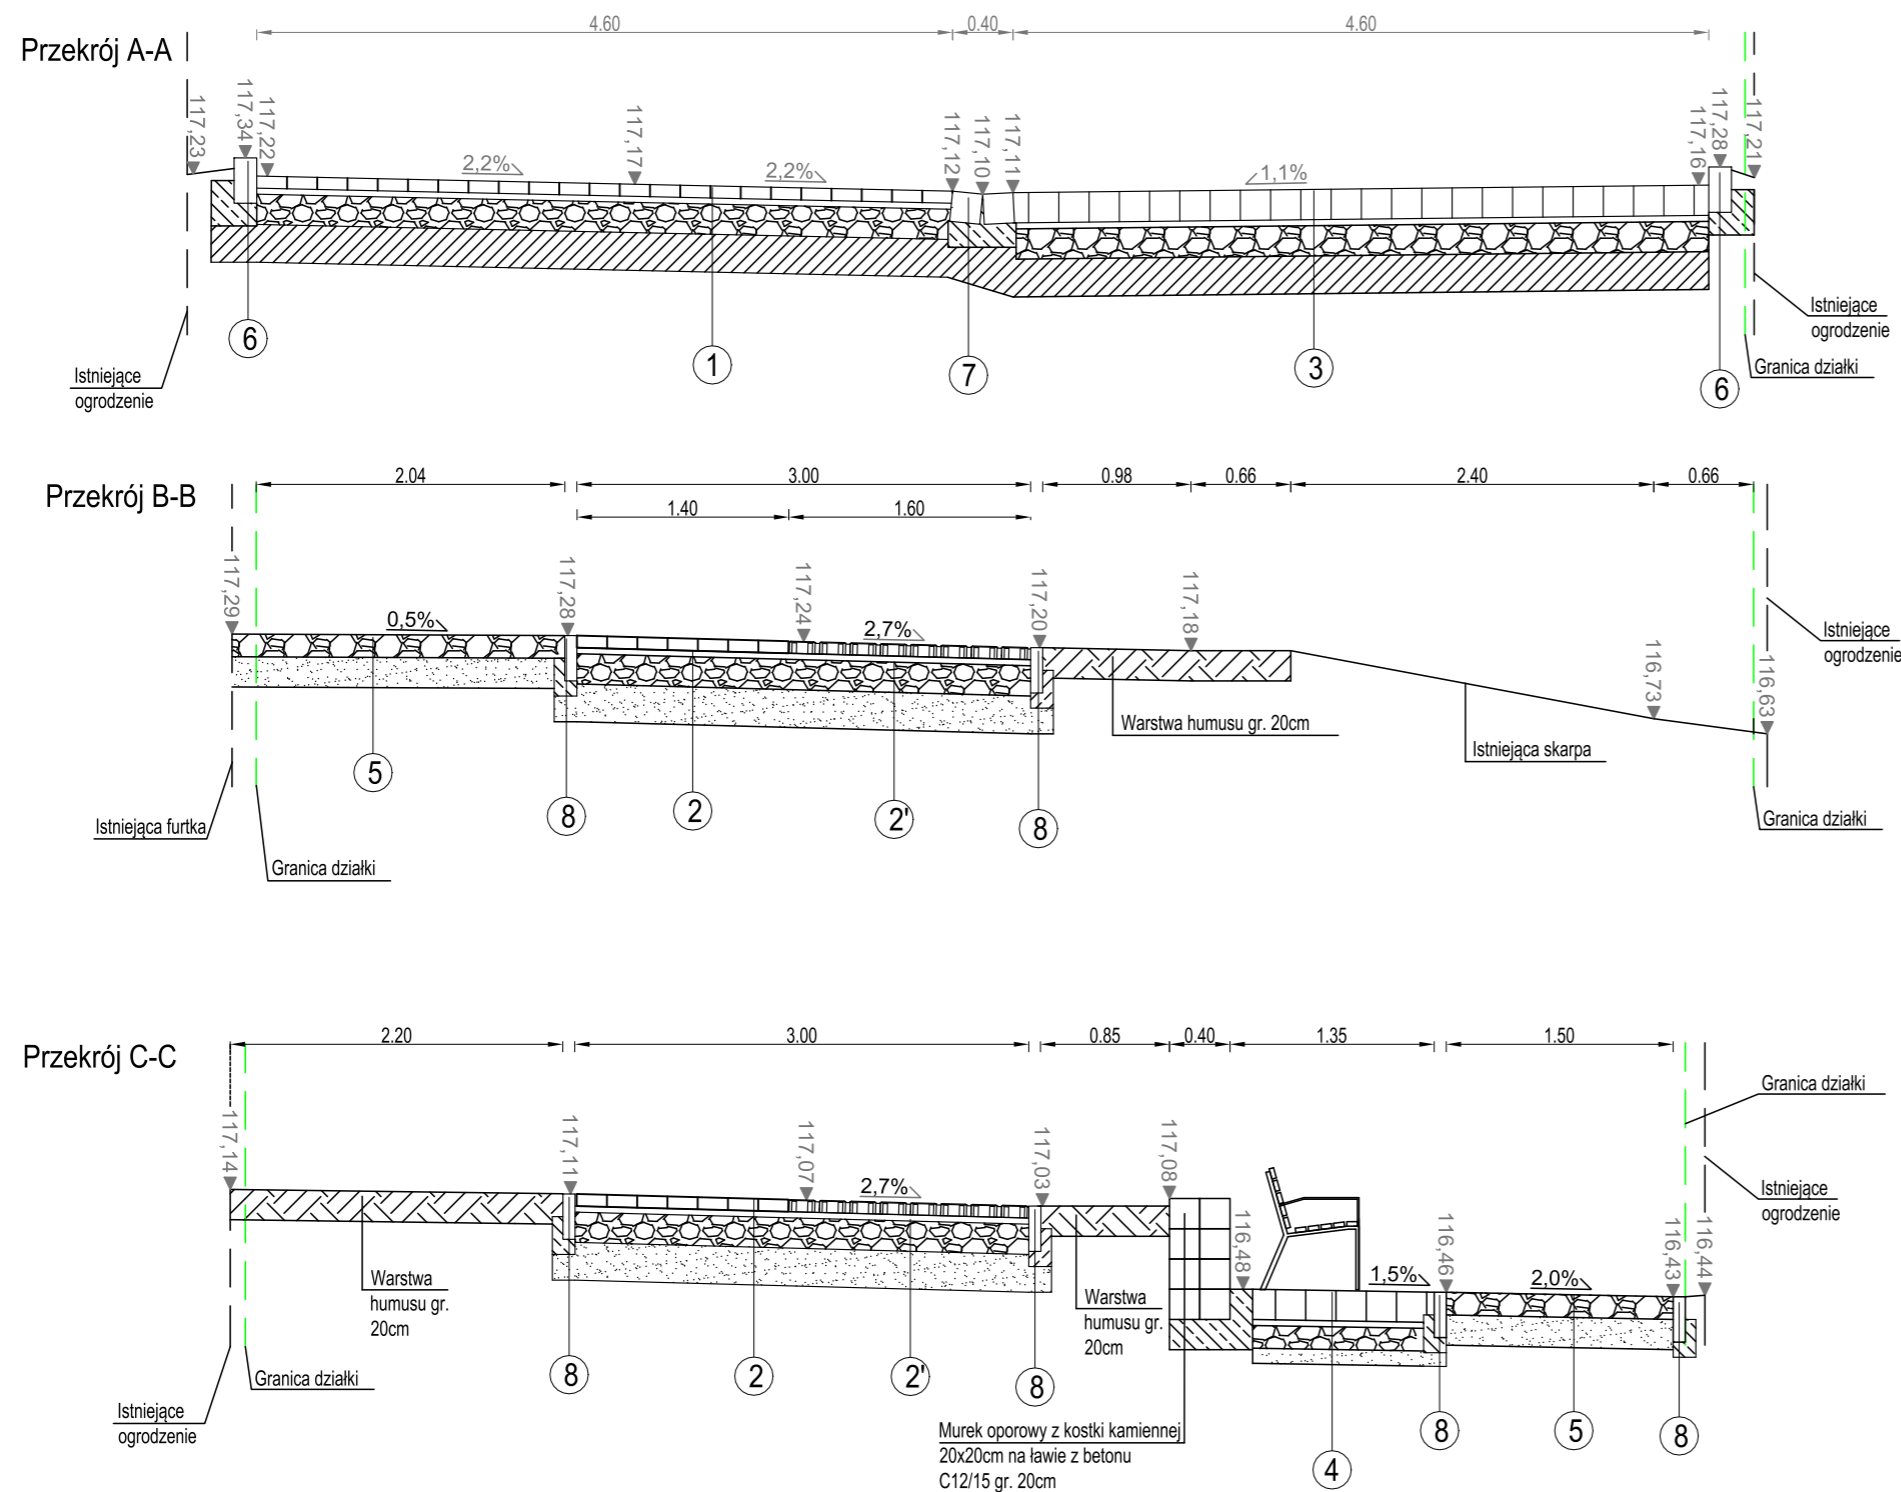 Przekrój A-A
4.60
0.40
4.60
117,23
117,34
117,22
2,2%
117,17
2,2%
117,12
117,10
117,11
1,1%
117,16
117,28
117,21
6
1
7
3
6
Istniejące
ogrodzenie
Istniejące
ogrodzenie
Granica działki
Przekrój B-B
2.04
3.00
0.98
0.66
2.40
0.66
1.40
1.60
117,29
0,5%
117,28
117,24
2,7%
117,20
117,18
116,73
116,63
Istniejące
ogrodzenie
Warstwa humusu gr. 20cm
Istniejąca skarpa
5
8
2
2'
8
Istniejąca furtka
Granica działki
Granica działki
Przekrój C-C
2.20
3.00
0.85
0.40
1.35
1.50
Granica działki
117,14
117,11
117,07
2,7%
117,03
117,08
116,48
1,5%
116,46
2,0%
116,43
116,44
Istniejące
ogrodzenie
Warstwa
humusu gr.
20cm
Warstwa
humusu gr.
20cm
Granica działki
8
2
2'
8
8
5
8
4
Istniejące
ogrodzenie
Murek oporowy z kostki kamiennej
20x20cm na ławie z betonu
C12/15 gr. 20cm